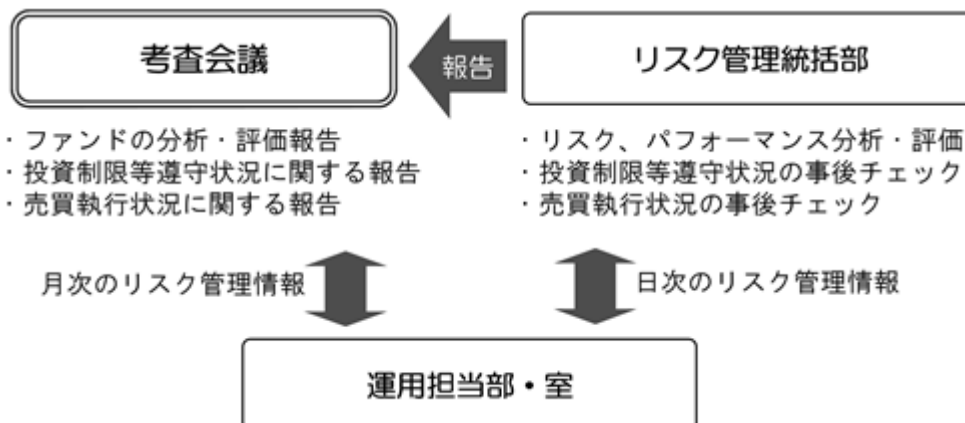 考査会議
報告
リスク管理統括部
・ファンドの分析・評価報告
・投資制限等遵守状況に関する報告
・売買執行状況に関する報告
・リスク、パフォーマンス分析・評価
・投資制限等遵守状況の事後チェック
・売買執行状況の事後チェック
月次のリスク管理情報
日次のリスク管理情報
運用担当部・室